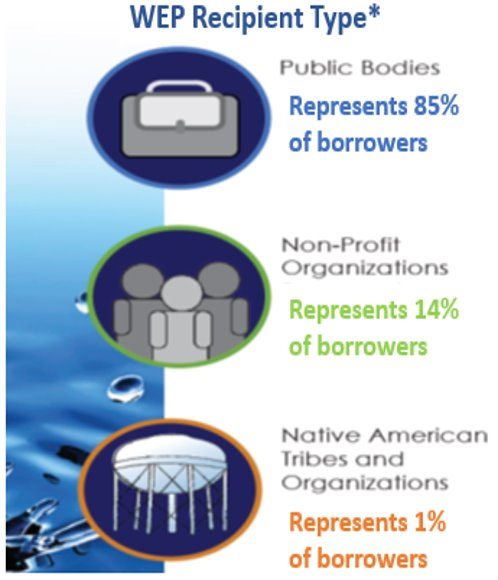 WEP Recipient Type*
Public Bodies
Represents 85%
of borrowers
Non-Profit
Organizations
Represents 14%
of borrowers
Native American
Tribes and
Organizations
Represents 1%
of borrowers